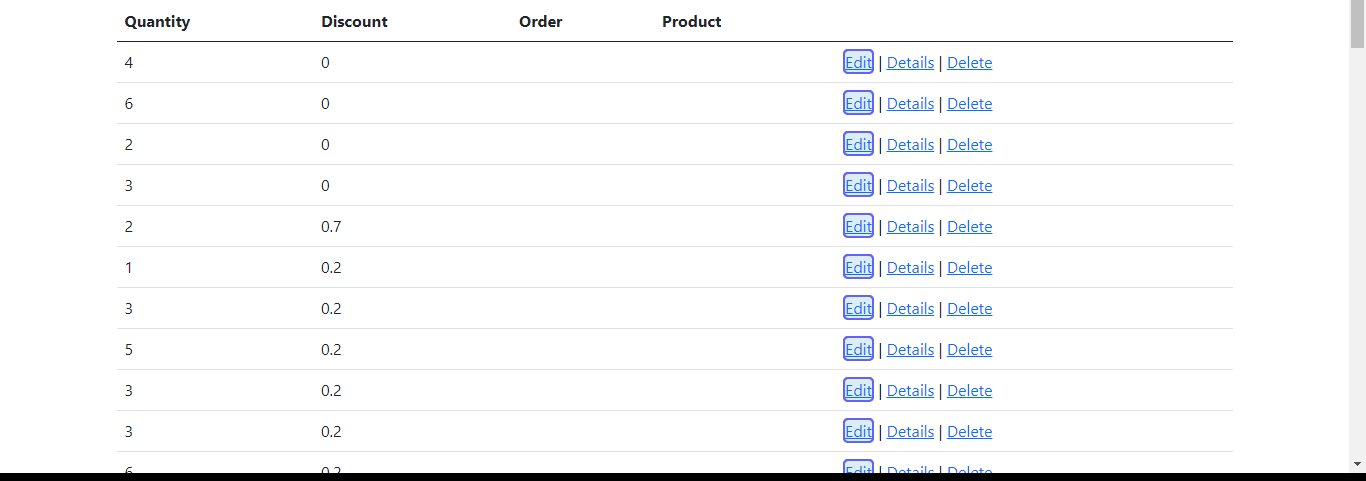 Quantity Discount Order Product
4 0 Edit | Details | Delete
6 0 Edit | Details | Delete
2 0 Edit | Details | Delete
3 0 Edit | Details | Delete
2 0.7 Edit | Details | Delete
1 0.2 Edit | Details | Delete
3 0.2 Edit | Details | Delete
5 0.2 Edit | Details | Delete
3 0.2 Edit | Details | Delete
3 0.2 Edit | Details | Delete
6 0.2 Edit | Details | Delete